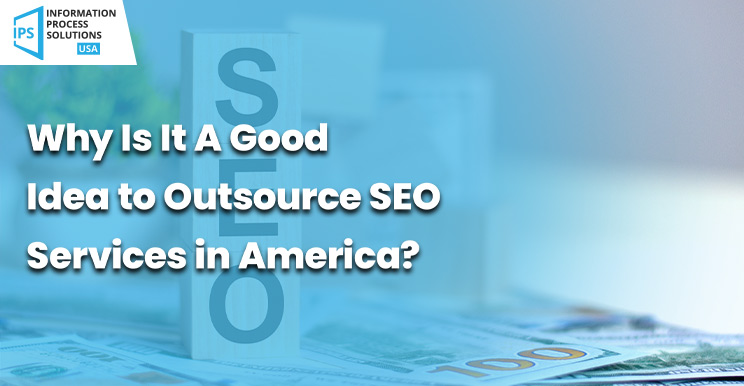 IPS
INFORMATION
PROCESS
SOLUTIONS
USA
SEO
Why Is It A Good
Idea to Outsource SEO
Services in America?
100